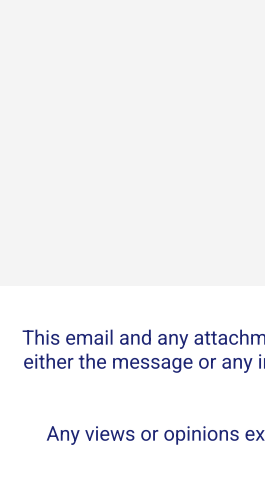 This email and any attachm
either the message or any i
Any views or opinions ex